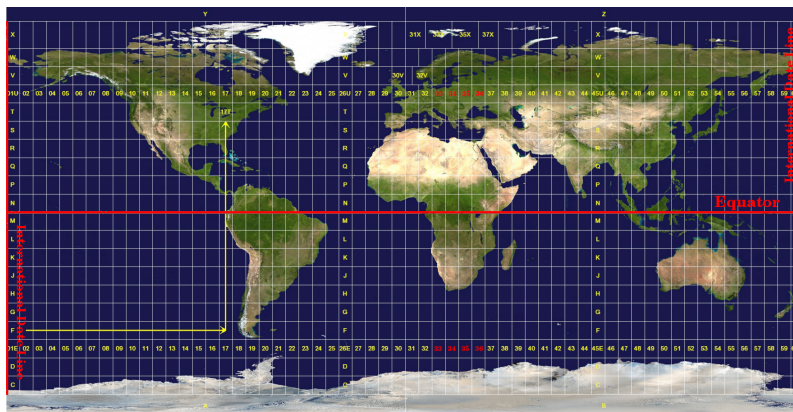 Y Z
X X 31X 33X 35X 37X X
W W W
V V 30V 32V V
01U 02 03 04 05 06 07 08 09 10 11 12 13 14 15 16 17 18 19 20 21 22 23 24 25 26U 27 28 29 30 31 32 33 34 35 36 37 38 39 40 41 42 43 44 45U 46 47 48 49 50 51 52 53 54 55 56 57 58 59
T 17T T
S S S
R R R
Q Q Q
P P P
N N N
Equator
M M M
L L L
K K K
J J J
H H H
G G G
F F F
01E 02 03 04 05 06 07 08 09 10 11 12 13 14 15 16 17 18 19 20 21 22 23 24 25 26E 27 28 29 30 31 32 33 34 35 36 37 38 39 40 41 42 43 44 45E 46 47 48 49 50 51 52 53 54 55 56 57 58 59
D D D
C C C
A B
International Date Line
International Date Line